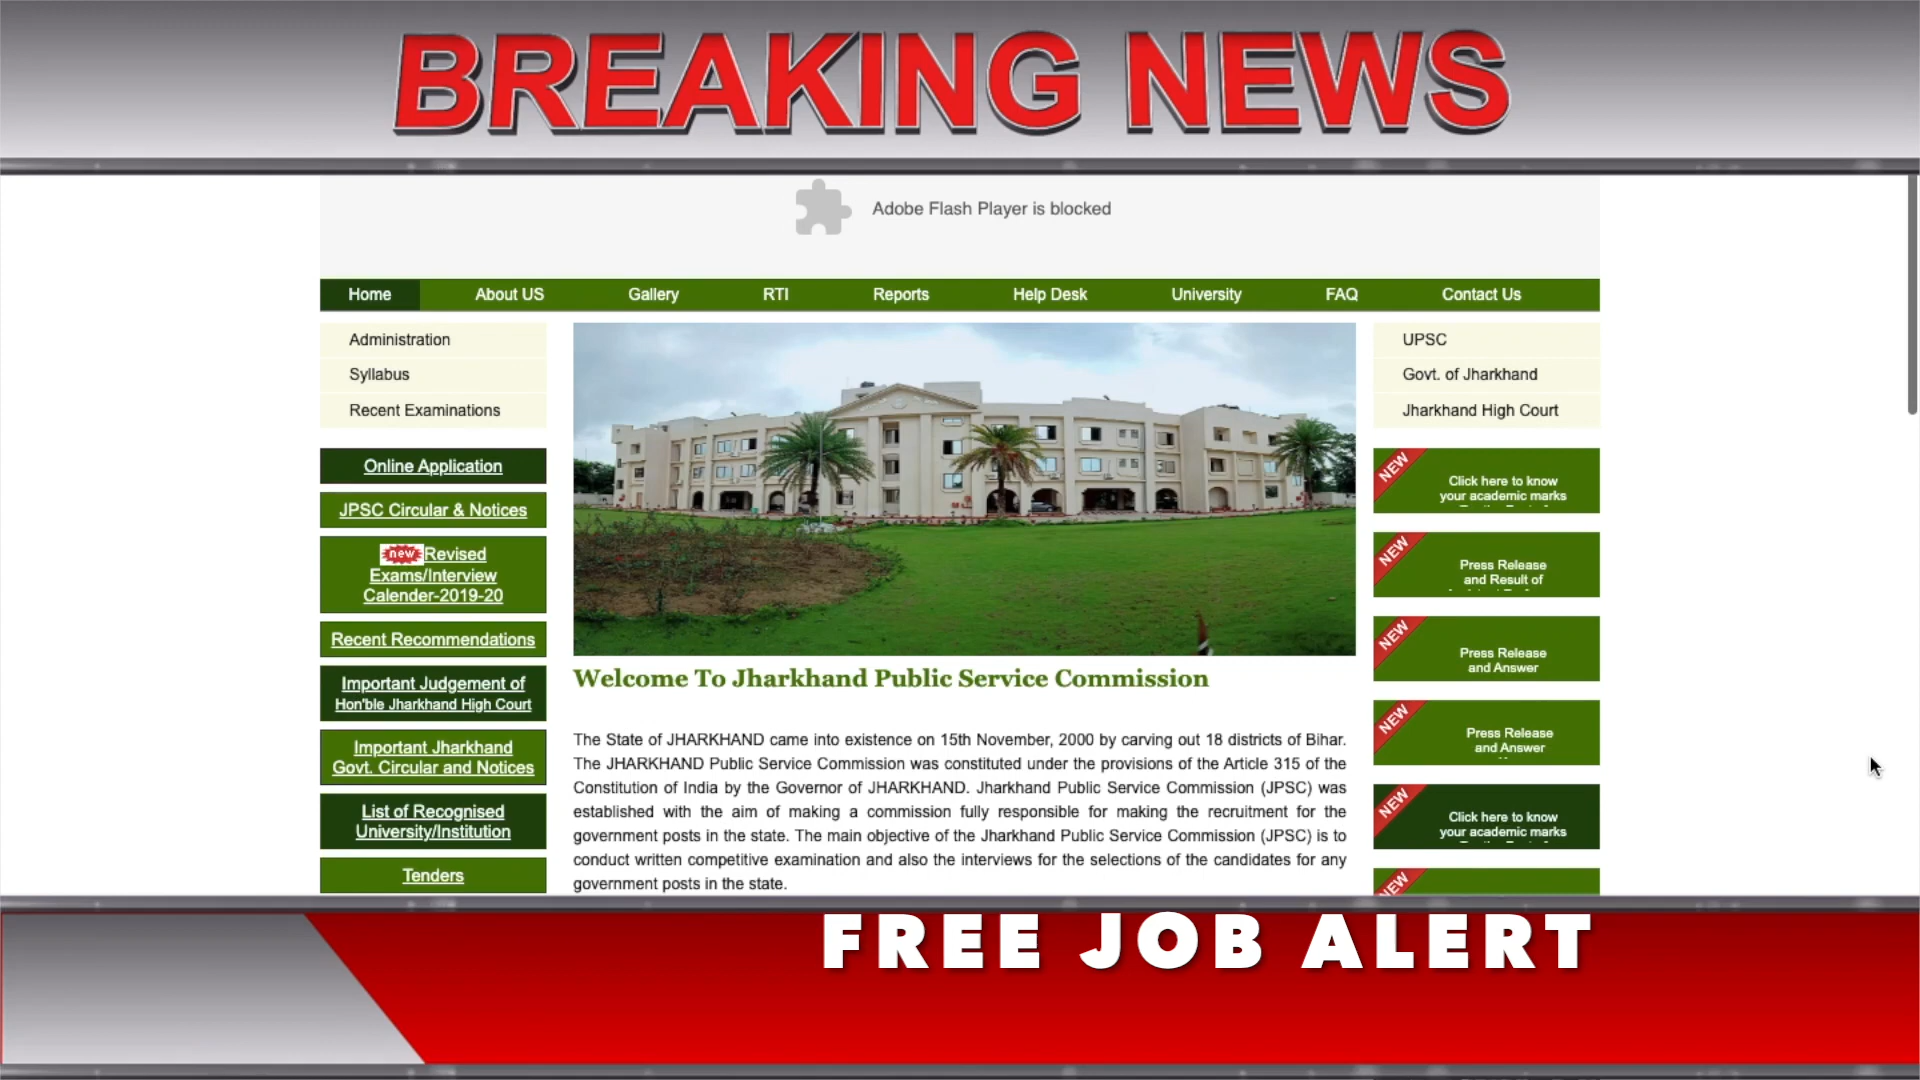 BREAKING NEWS
Adobe Flash Player is blocked
Home About US Gallery RTI Reports Help Desk University FAQ Contact Us
Administration
Syllabus
Recent Examinations
Online Application
JPSC Circular & Notices
new Revised
Exams/Interview
Calender-2019-20
Recent Recommendations
Important Judgement of
Hon'ble Jharkhand High Court
Important Jharkhand
Govt. Circular and Notices
List of Recognised
University/Institution
Tenders
Welcome To Jharkhand Public Service Commission
The State of JHARKHAND came into existence on 15th November, 2000 by carving out 18 districts of Bihar.
The JHARKHAND Public Service Commission was constituted under the provisions of the Article 315 of the
Constitution of India by the Governor of JHARKHAND. Jharkhand Public Service Commission (JPSC) was
established with the aim of making a commission fully responsible for making the recruitment for the
government posts in the state. The main objective of the Jharkhand Public Service Commission (JPSC) is to
conduct written competitive examination and also the interviews for the selections of the candidates for any
government posts in the state.
UPSC
Govt. of Jharkhand
Jharkhand High Court
NEW
Click here to know
your academic marks
NEW
Press Release
and Result of
NEW
Press Release
and Answer
NEW
Press Release
and Answer
NEW
Click here to know
your academic marks
NEW
FREE JOB ALERT